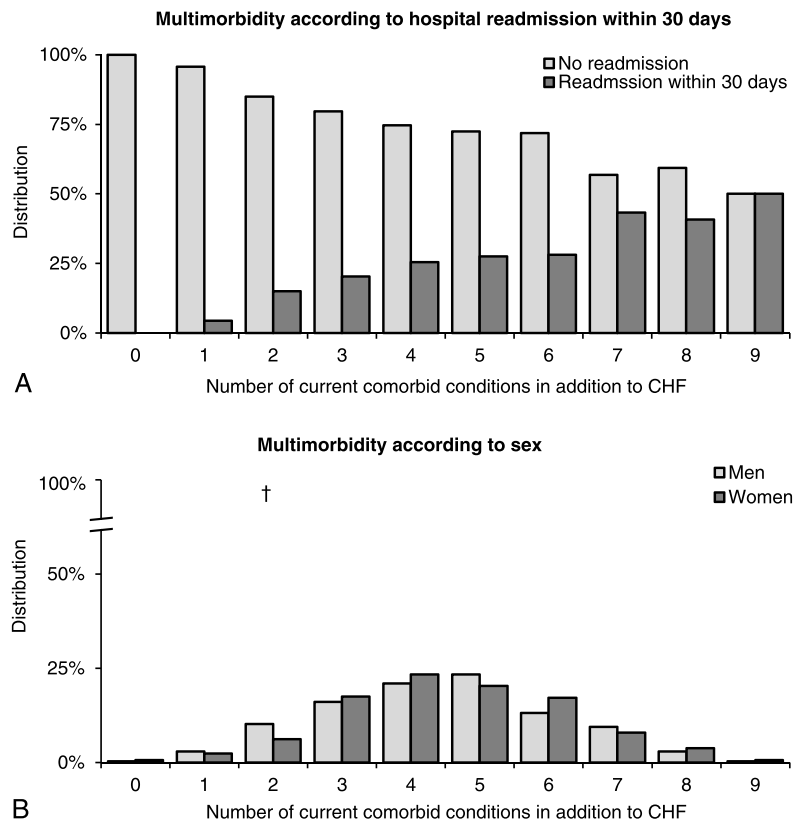 Multimorbidity according to hospital readmission within 30 days
100%
No readmission
Readmssion within 30 days
75%
50%
25%
0%
Distribution
0 1 2 3 4 5 6 7 8 9
A
Number of current comorbid conditions in addition to CHF
Multimorbidity according to sex
100%
†
Men
Women
50%
25%
0%
Distribution
0 1 2 3 4 5 6 7 8 9
B
Number of current comorbid conditions in addition to CHF